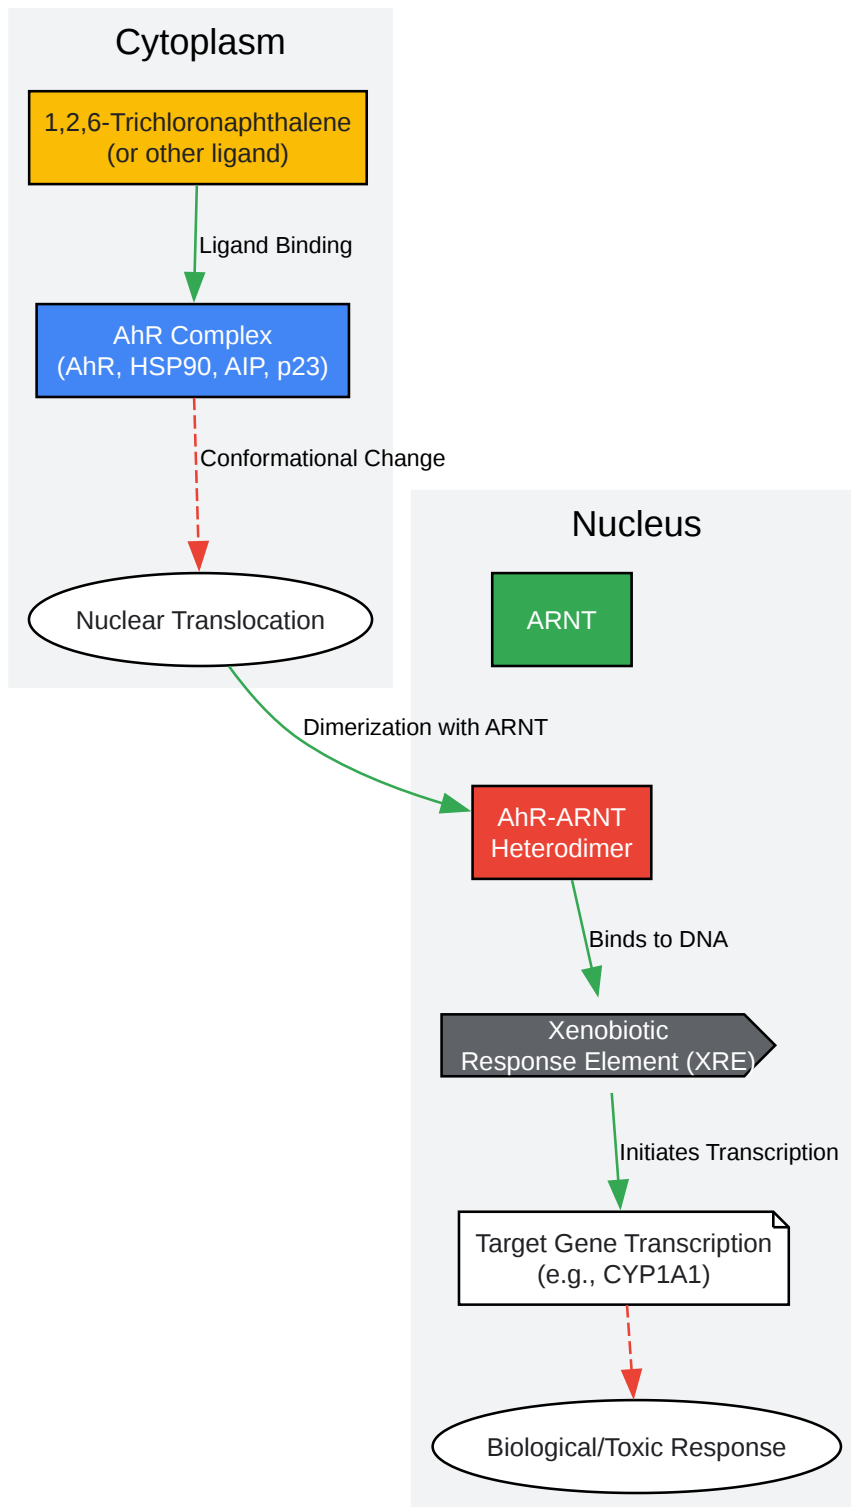 Cytoplasm
1,2,6-Trichloronaphthalene
(or other ligand)
Ligand Binding
AhR Complex
(AhR, HSP90, AIP, p23)
Conformational Change
Nuclear Translocation
Nucleus
ARNT
Dimerization with ARNT
AhR-ARNT
Heterodimer
Binds to DNA
Xenobiotic
Response Element (XRE)
Initiates Transcription
Target Gene Transcription
(e.g., CYP1A1)
Biological/Toxic Response